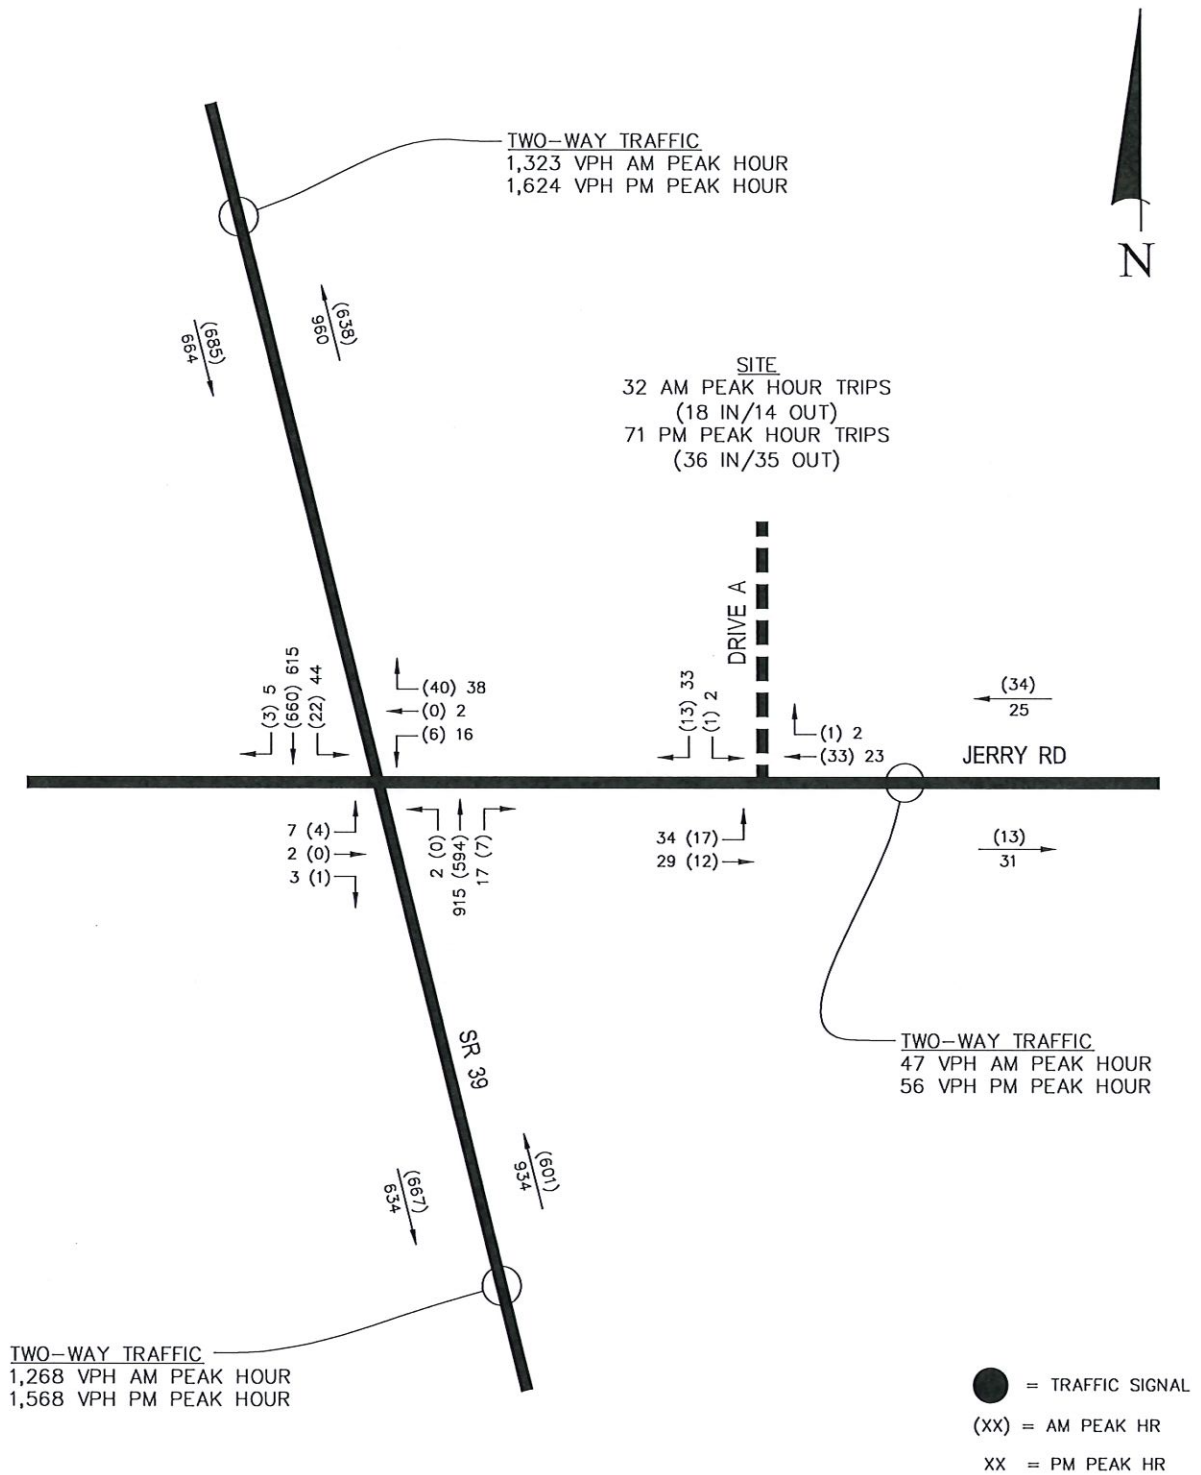 TWO-WAY TRAFFIC
1,323 VPH AM PEAK HOUR
1,624 VPH PM PEAK HOUR
N
(685)
664
(638)
960
SITE
32 AM PEAK HOUR TRIPS
(18 IN/14 OUT)
71 PM PEAK HOUR TRIPS
(36 IN/35 OUT)
DRIVE A
(3) 5
(660) 615
(22) 44
(40) 38
(0) 2
(6) 16
(13) 33
(1) 2
(1) 2
(33) 23
(34)
25
JERRY RD
7 (4)
2 (0)
3 (1)
2 (0)
915 (594)
17 (7)
34 (17)
29 (12)
(13)
31
SR 39
TWO-WAY TRAFFIC
47 VPH AM PEAK HOUR
56 VPH PM PEAK HOUR
(667)
634
(601)
934
TWO-WAY TRAFFIC
1,268 VPH AM PEAK HOUR
1,568 VPH PM PEAK HOUR
= TRAFFIC SIGNAL
(XX) = AM PEAK HR
XX = PM PEAK HR